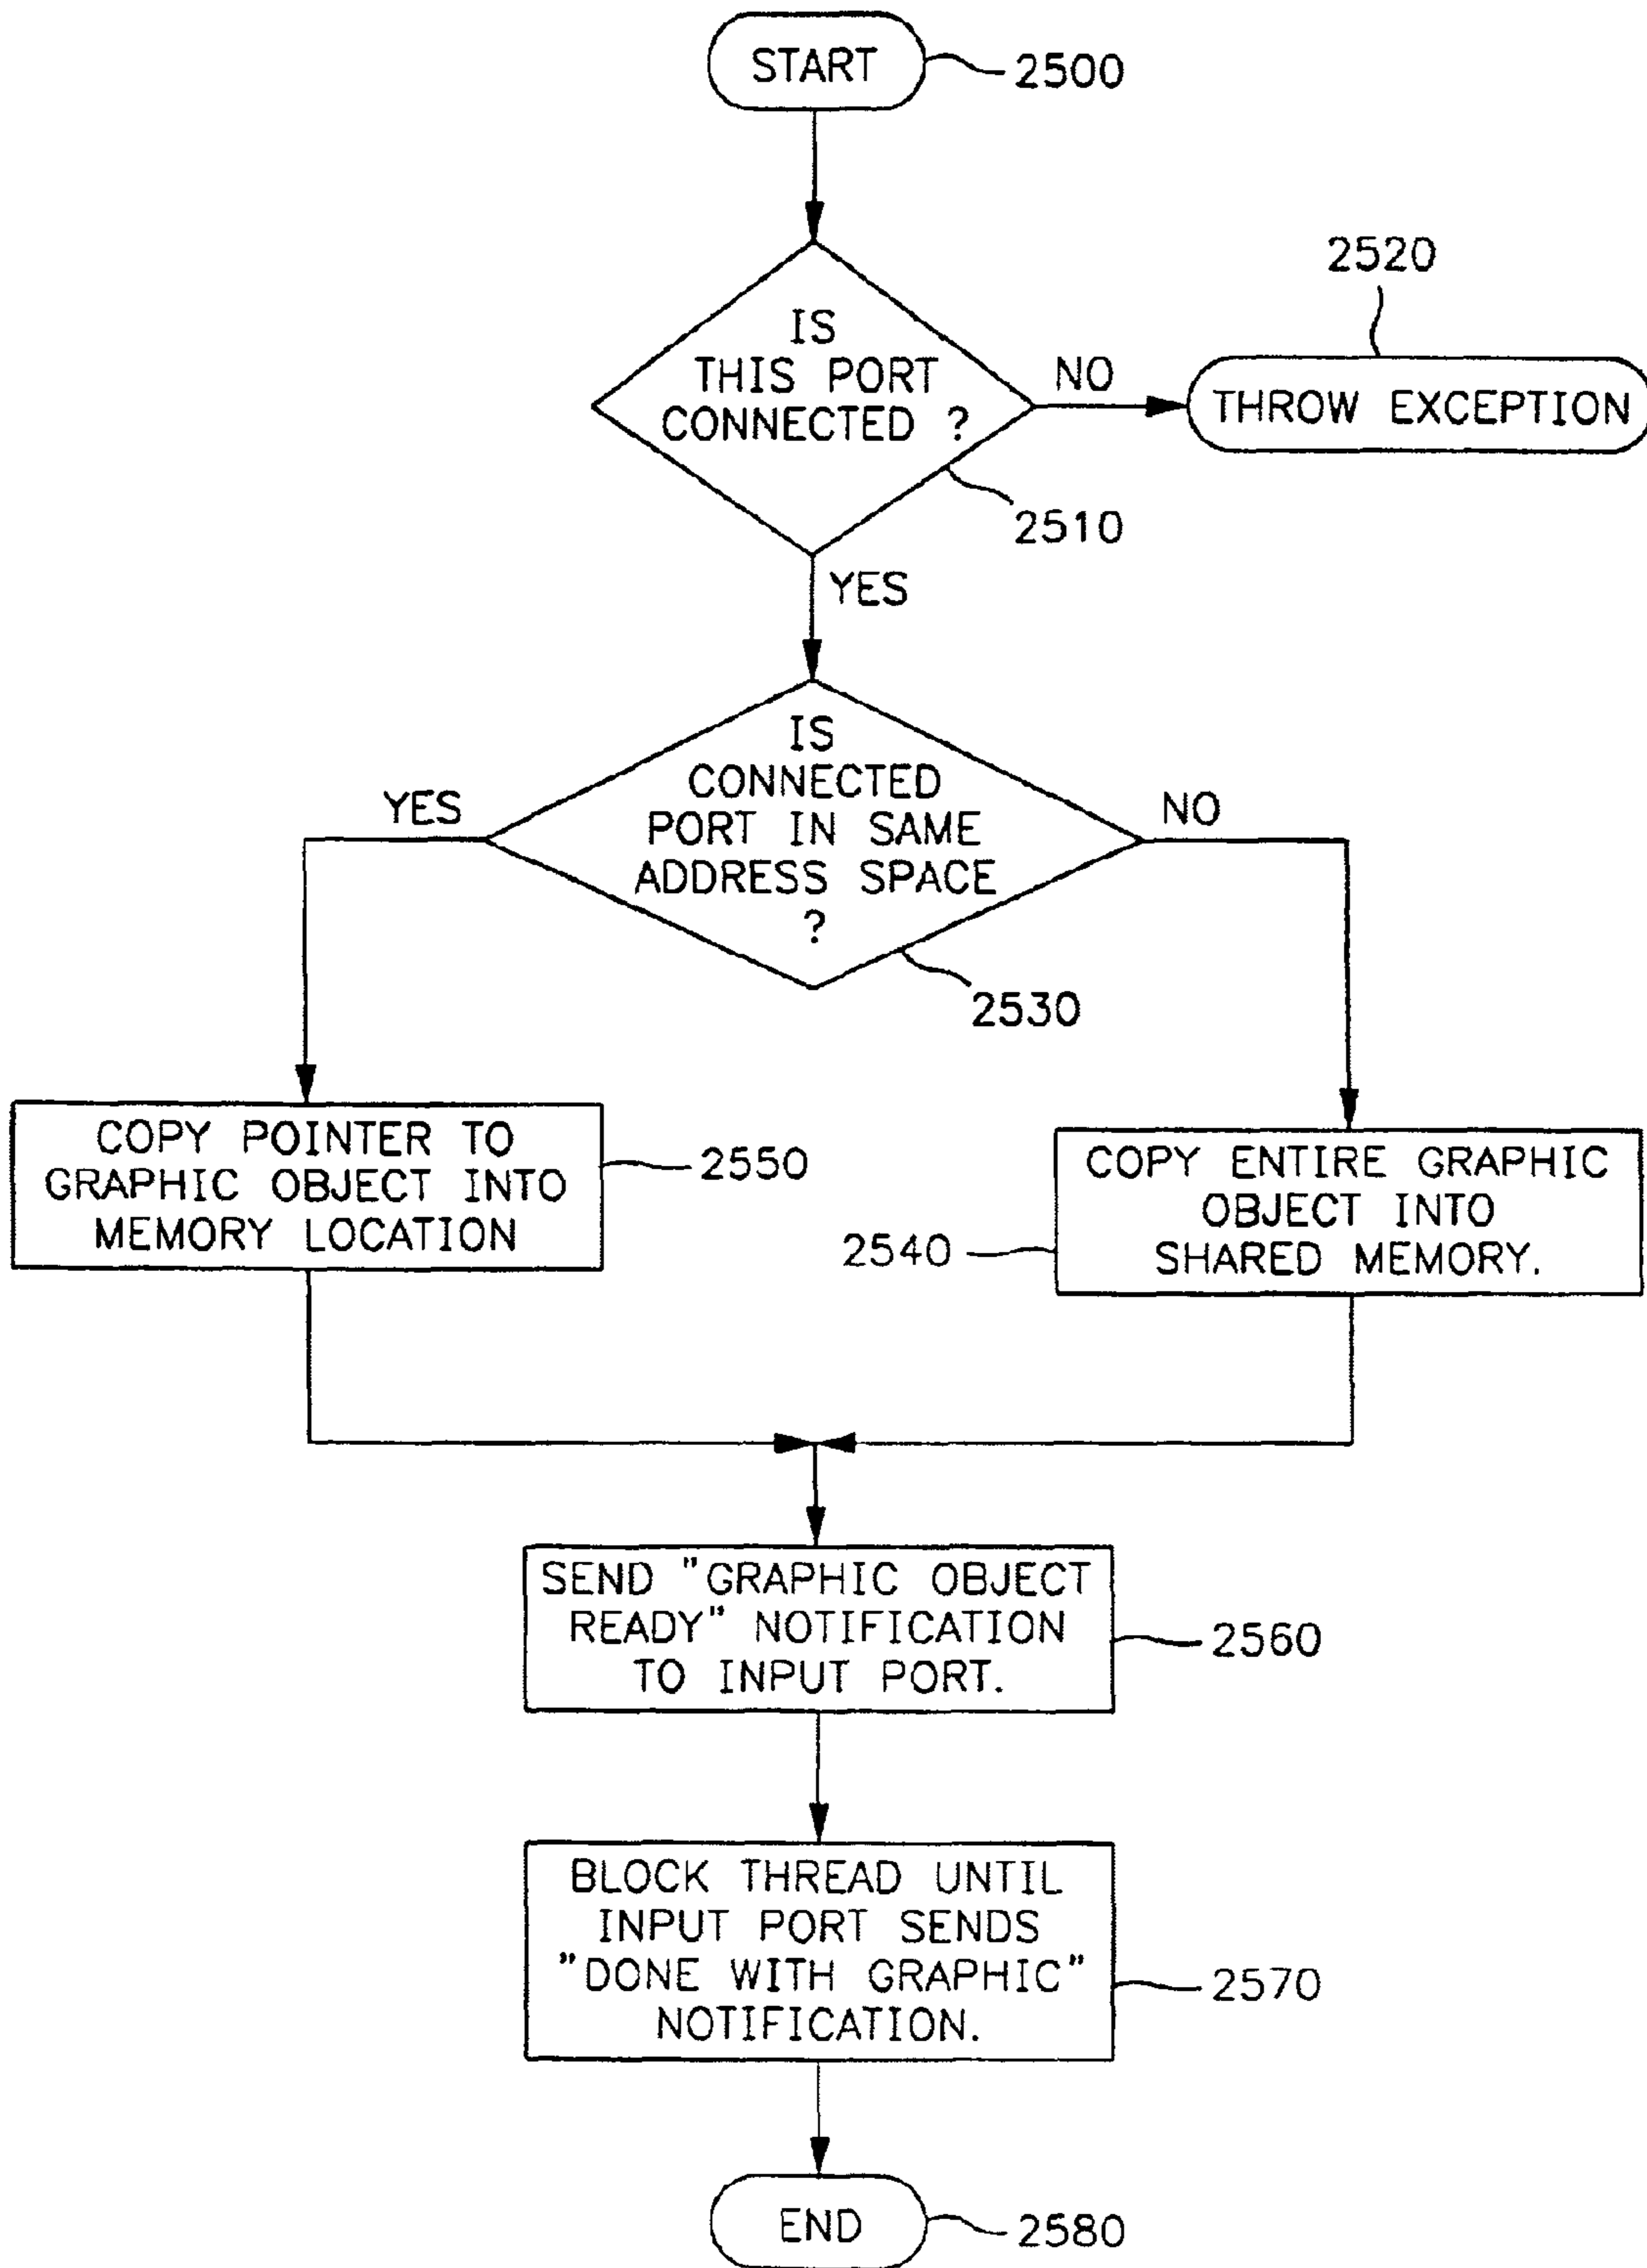 START
2500
2520
IS
THIS PORT
CONNECTED ?
NO
THROW EXCEPTION
2510
YES
IS
CONNECTED
PORT IN SAME
ADDRESS SPACE
?
YES
NO
2530
COPY POINTER TO
GRAPHIC OBJECT INTO
MEMORY LOCATION
2550
COPY ENTIRE GRAPHIC
OBJECT INTO
SHARED MEMORY.
2540
SEND "GRAPHIC OBJECT
READY" NOTIFICATION
TO INPUT PORT.
2560
BLOCK THREAD UNTIL
INPUT PORT SENDS
"DONE WITH GRAPHIC"
NOTIFICATION.
2570
END
2580